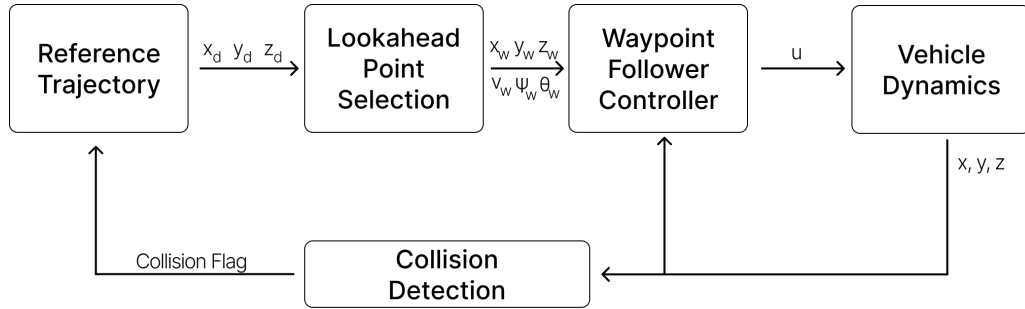 Reference
Trajectory
x_d y_d z_d
Lookahead
Point
Selection
x_w y_w z_w
v_w ψ_w θ_w
Waypoint
Follower
Controller
u
Vehicle
Dynamics
x, y, z
Collision Flag
Collision
Detection